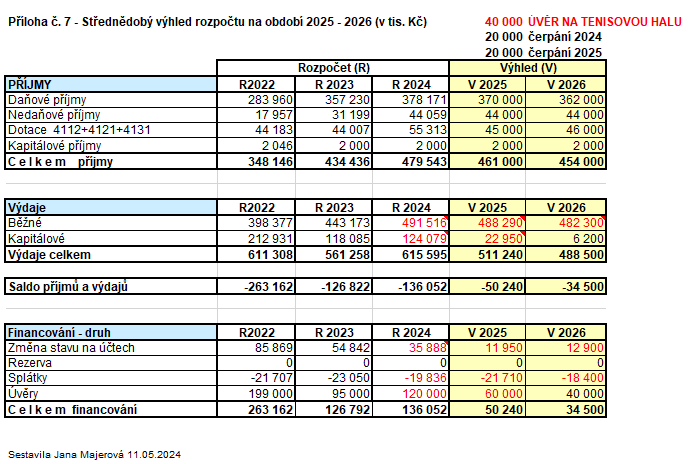 Příloha č. 7 - Střednědobý výhled rozpočtu na období 2025 - 2026 (v tis. Kč) 40 000 ÚVĚR NA TENISOVOU HALU
20 000 čerpání 2024
20 000 čerpání 2025
Rozpočet (R) Výhled (V)
PŘÍJMY R2022 R 2023 R 2024 V 2025 V 2026
Daňové příjmy 283 960 357 230 378 171 370 000 362 000
Nedaňové příjmy 17 957 31 199 44 059 44 000 44 000
Dotace 4112+4121+4131 44 183 44 007 55 313 45 000 46 000
Kapitálové příjmy 2 046 2 000 2 000 2 000 2 000
C e l k e m příjmy 348 146 434 436 479 543 461 000 454 000
Výdaje R2022 R 2023 R 2024 V 2025 V 2026
Běžné 398 377 443 173 491 516 488 290 482 300
Kapitálové 212 931 118 085 124 079 22 950 6 200
Výdaje celkem 611 308 561 258 615 595 511 240 488 500
Saldo příjmů a výdajů -263 162 -126 822 -136 052 -50 240 -34 500
Financování - druh R2022 R 2023 R 2024 V 2025 V 2026
Změna stavu na účtech 85 869 54 842 35 888 11 950 12 900
Rezerva 0 0 0 0 0
Splátky -21 707 -23 050 -19 836 -21 710 -18 400
Úvěry 199 000 95 000 120 000 60 000 40 000
C e l k e m financování 263 162 126 792 136 052 50 240 34 500
Sestavila Jana Majerová 11.05.2024